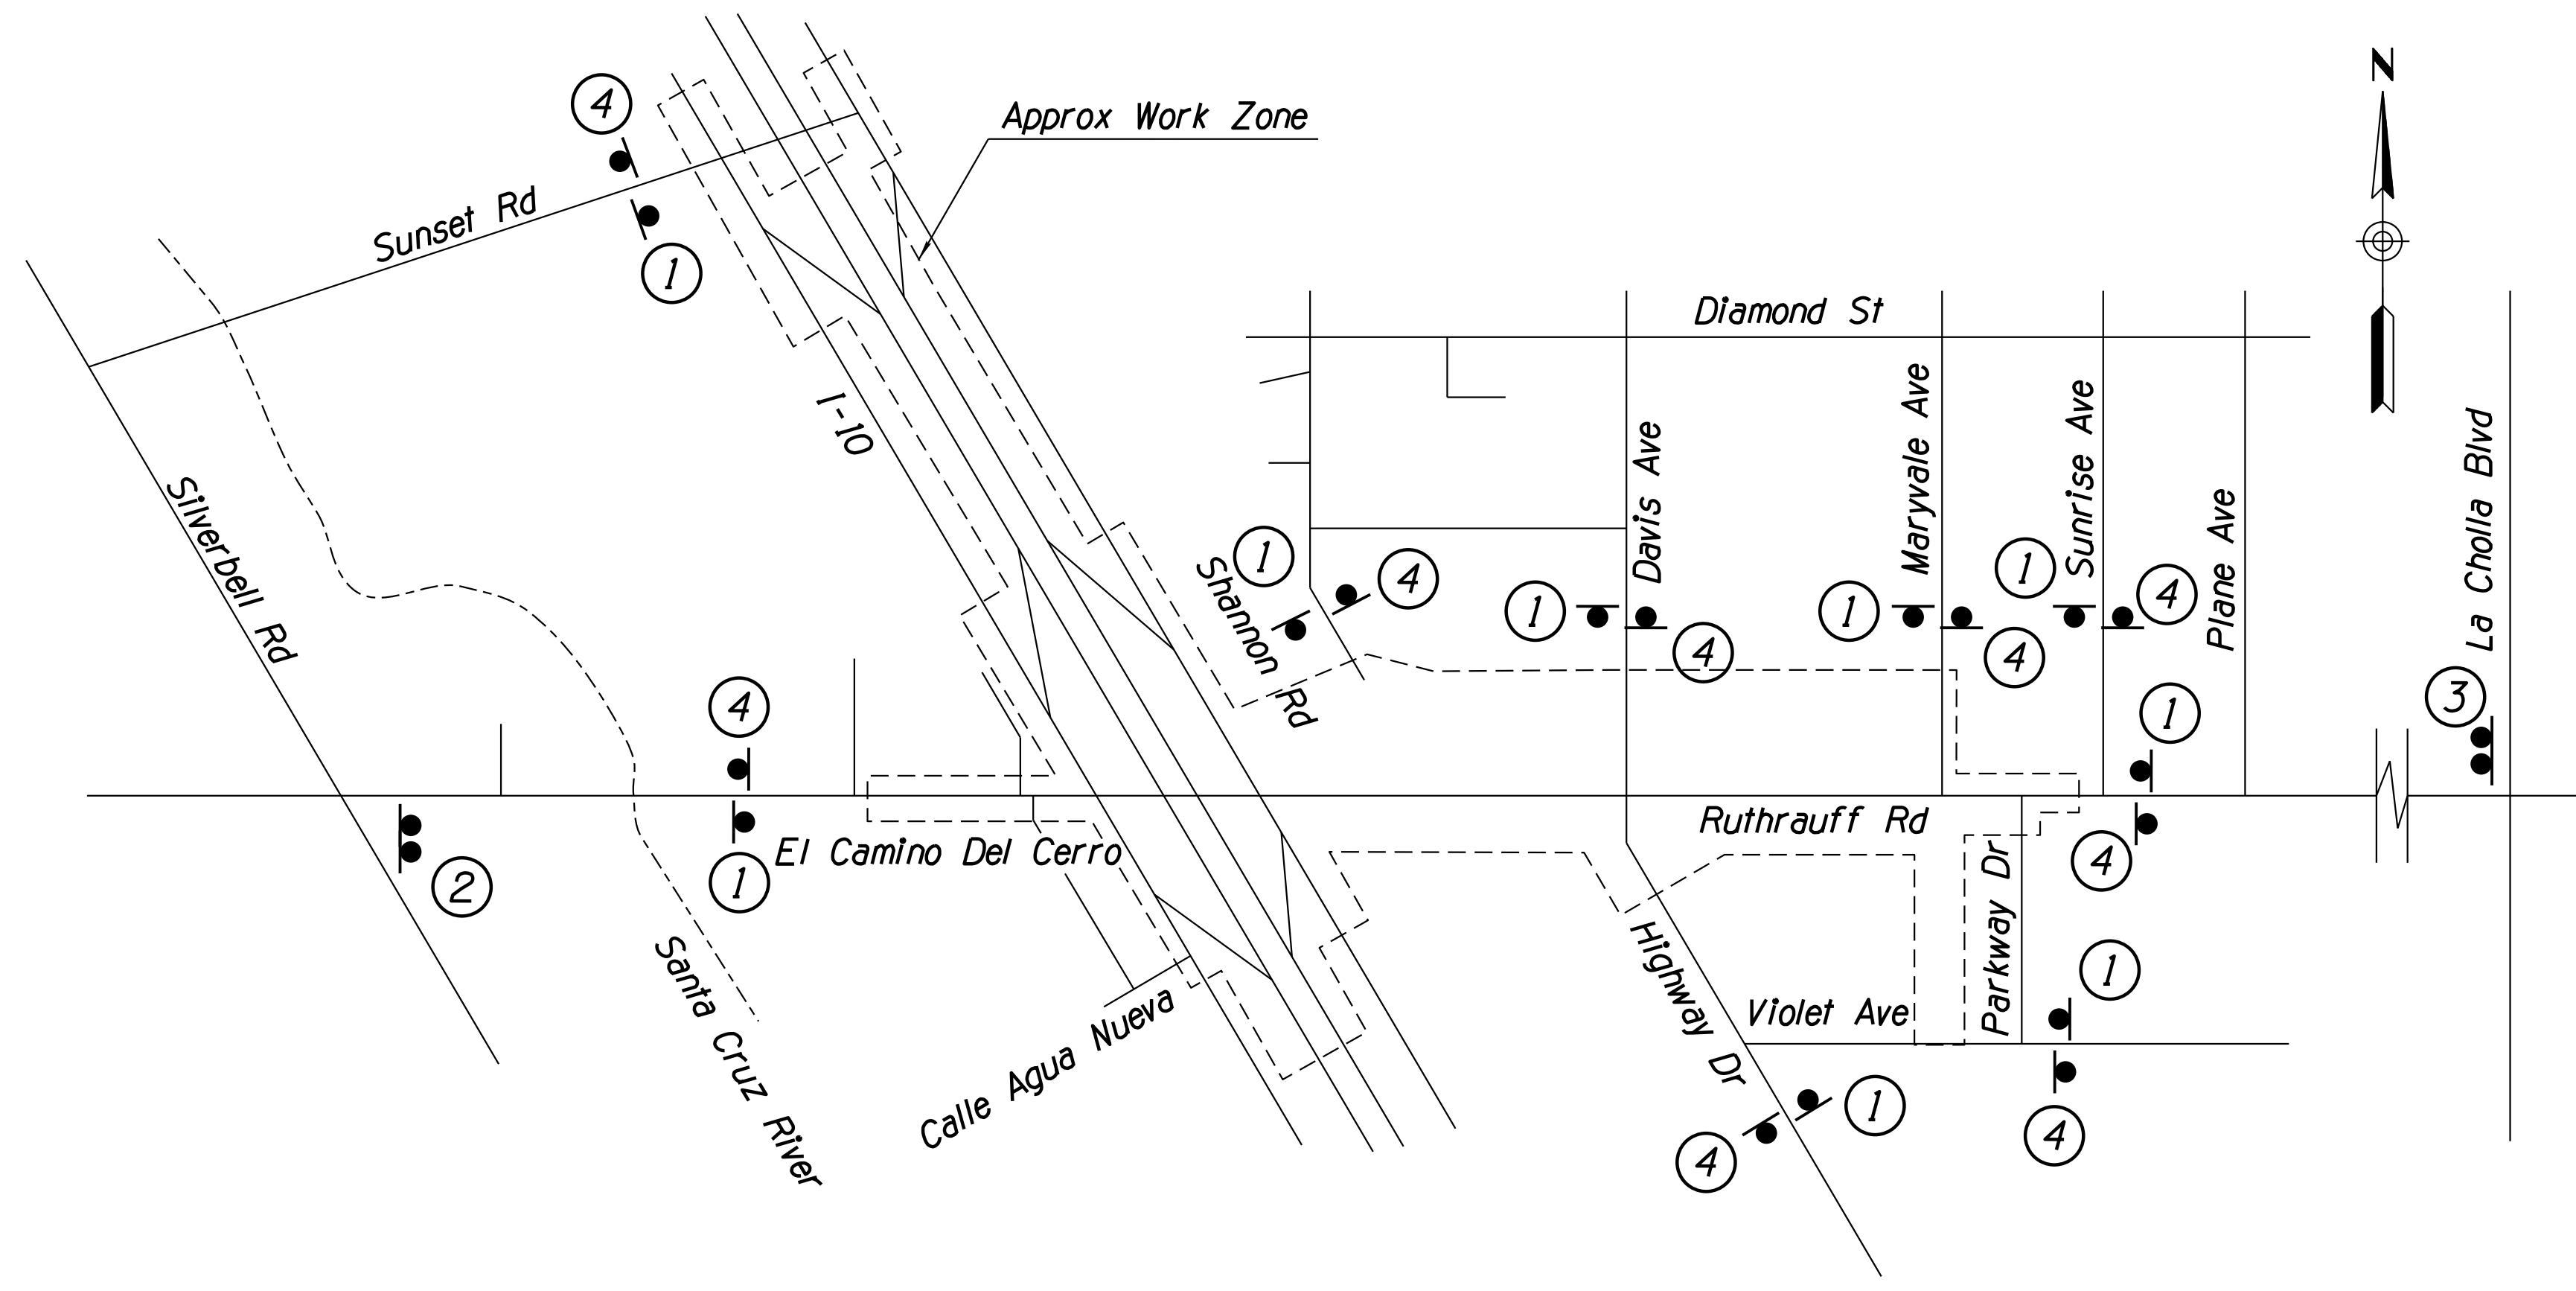 N
4
Approx Work Zone
Sunset Rd
1
Diamond St
I-10
Maryvale Ave
Sunrise Ave
Davis Ave
La Cholla Blvd
Plane Ave
Silverbell Rd
Shannon Rd
1
4
1
4
1
4
1
4
4
1
3
Ruthrauff Rd
El Camino Del Cerro
1
2
4
1
Parkway Dr
Highway Dr
Santa Cruz River
Calle Agua Nueva
Violet Ave
1
4
1
4